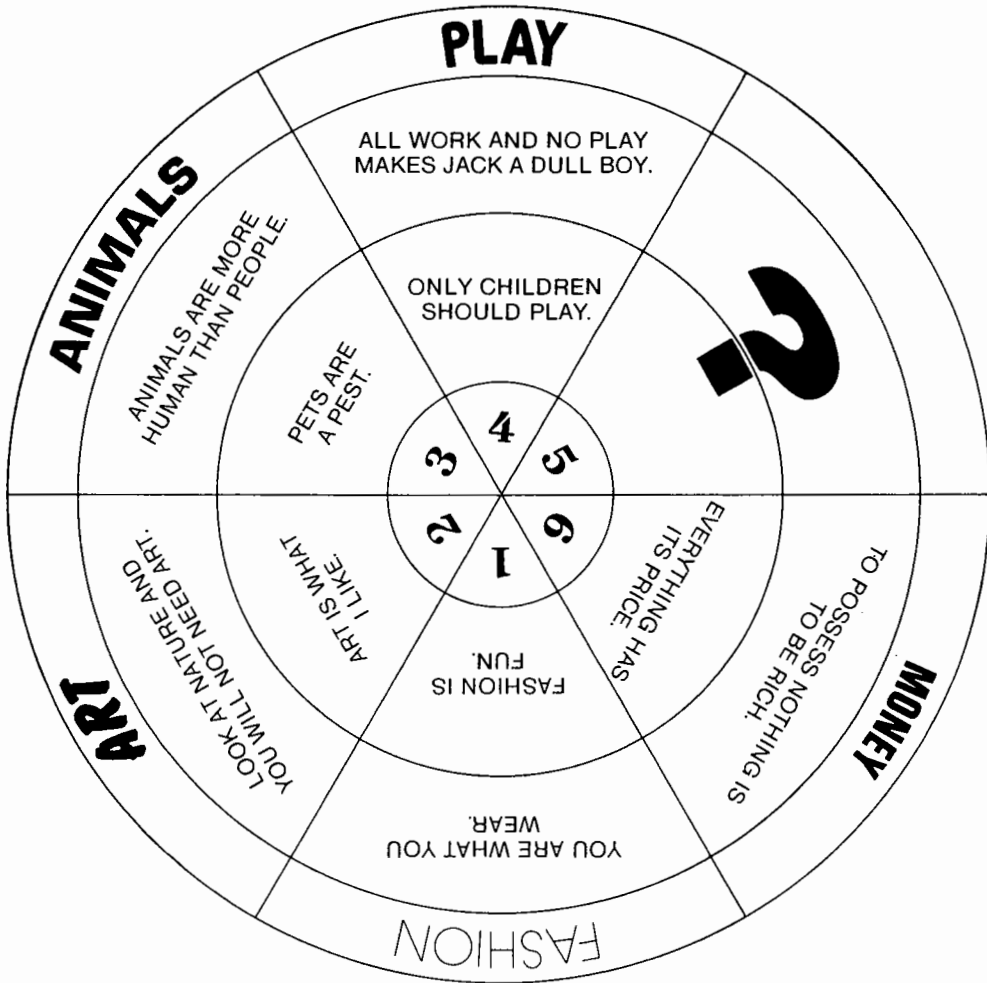 PLAY
ALL WORK AND NO PLAY
MAKES JACK A DULL BOY.
ONLY CHILDREN
SHOULD PLAY.
4
?
5
MONEY
TO POSSESS NOTHING IS
TO BE RICH.
EVERYTHING HAS
ITS PRICE.
6
FASHION
YOU ARE WHAT YOU
WEAR.
FASHION IS
FUN.
1
ART
LOOK AT NATURE AND
YOU WILL NOT NEED ART.
ART IS WHAT
I LIKE.
2
ANIMALS
ANIMALS ARE MORE
HUMAN THAN PEOPLE.
PETS ARE
A PEST.
3